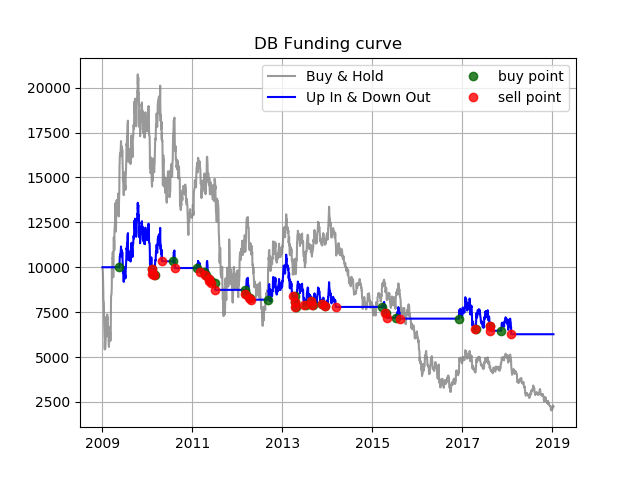 DB Funding curve
Buy & Hold
Up In & Down Out
buy point
sell point
20000
17500
15000
12500
10000
7500
5000
2500
2009 2011 2013 2015 2017 2019